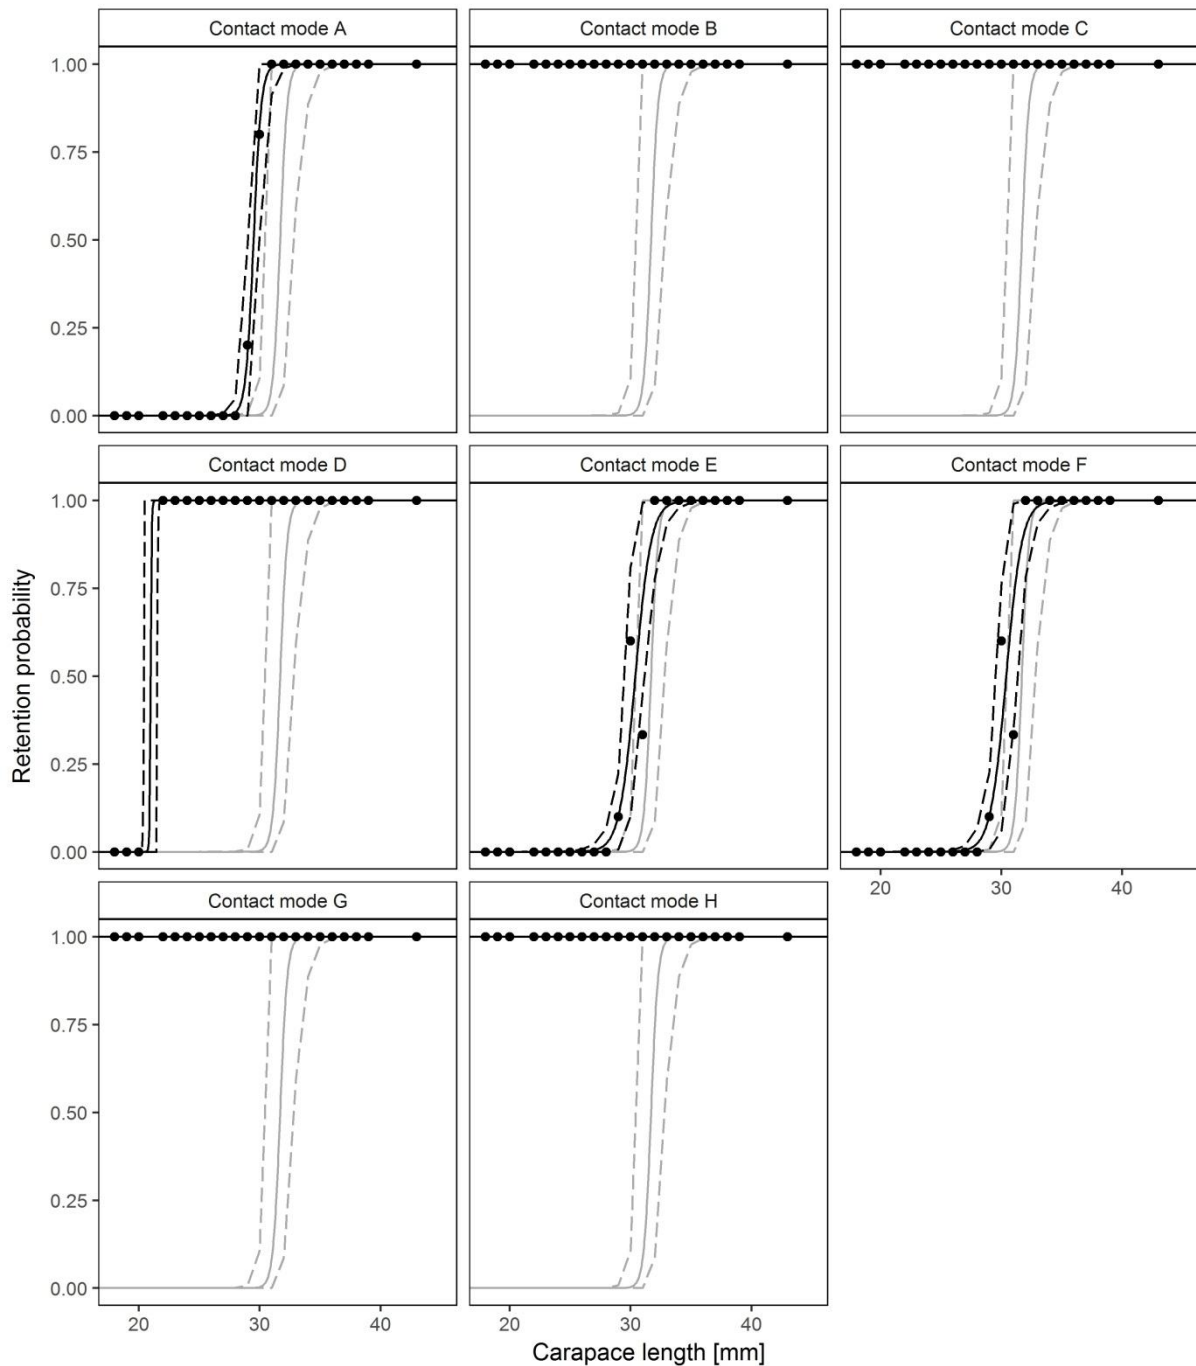 Contact mode A
Contact mode B
Contact mode C
1.00
0.75
0.50
0.25
0.00
Contact mode D
Contact mode E
Contact mode F
1.00
0.75
0.50
0.25
0.00
20
30
40
Contact mode G
Contact mode H
1.00
0.75
0.50
0.25
0.00
20
30
40
20
30
40
Retention probability
Carapace length [mm]